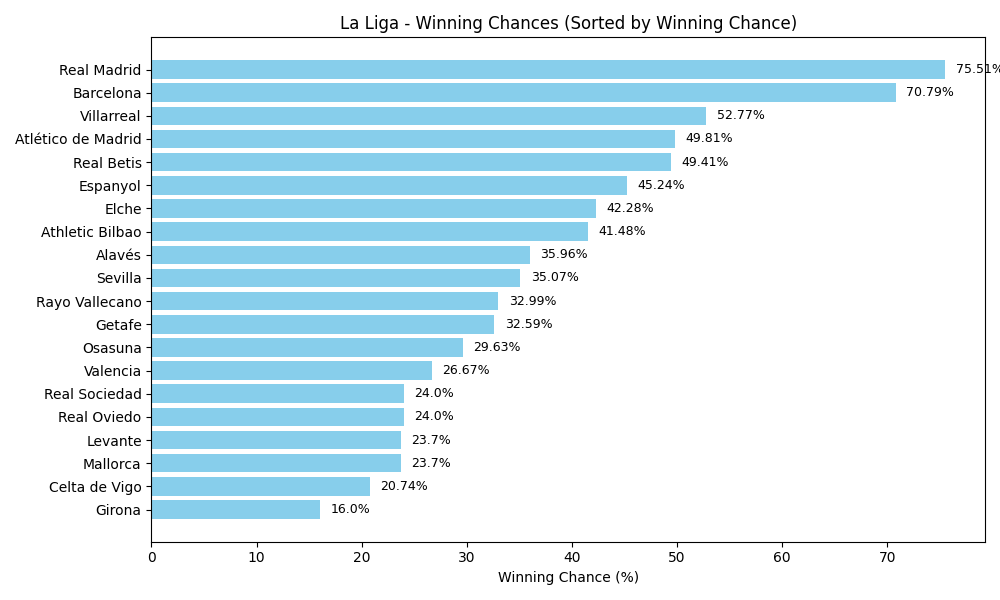 La Liga - Winning Chances (Sorted by Winning Chance)
Real Madrid 75.51%
Barcelona 70.79%
Villarreal 52.77%
Atlético de Madrid 49.81%
Real Betis 49.41%
Espanyol 45.24%
Elche 42.28%
Athletic Bilbao 41.48%
Alavés 35.96%
Sevilla 35.07%
Rayo Vallecano 32.99%
Getafe 32.59%
Osasuna 29.63%
Valencia 26.67%
Real Sociedad 24.0%
Real Oviedo 24.0%
Levante 23.7%
Mallorca 23.7%
Celta de Vigo 20.74%
Girona 16.0%
0 10 20 30 40 50 60 70
Winning Chance (%)